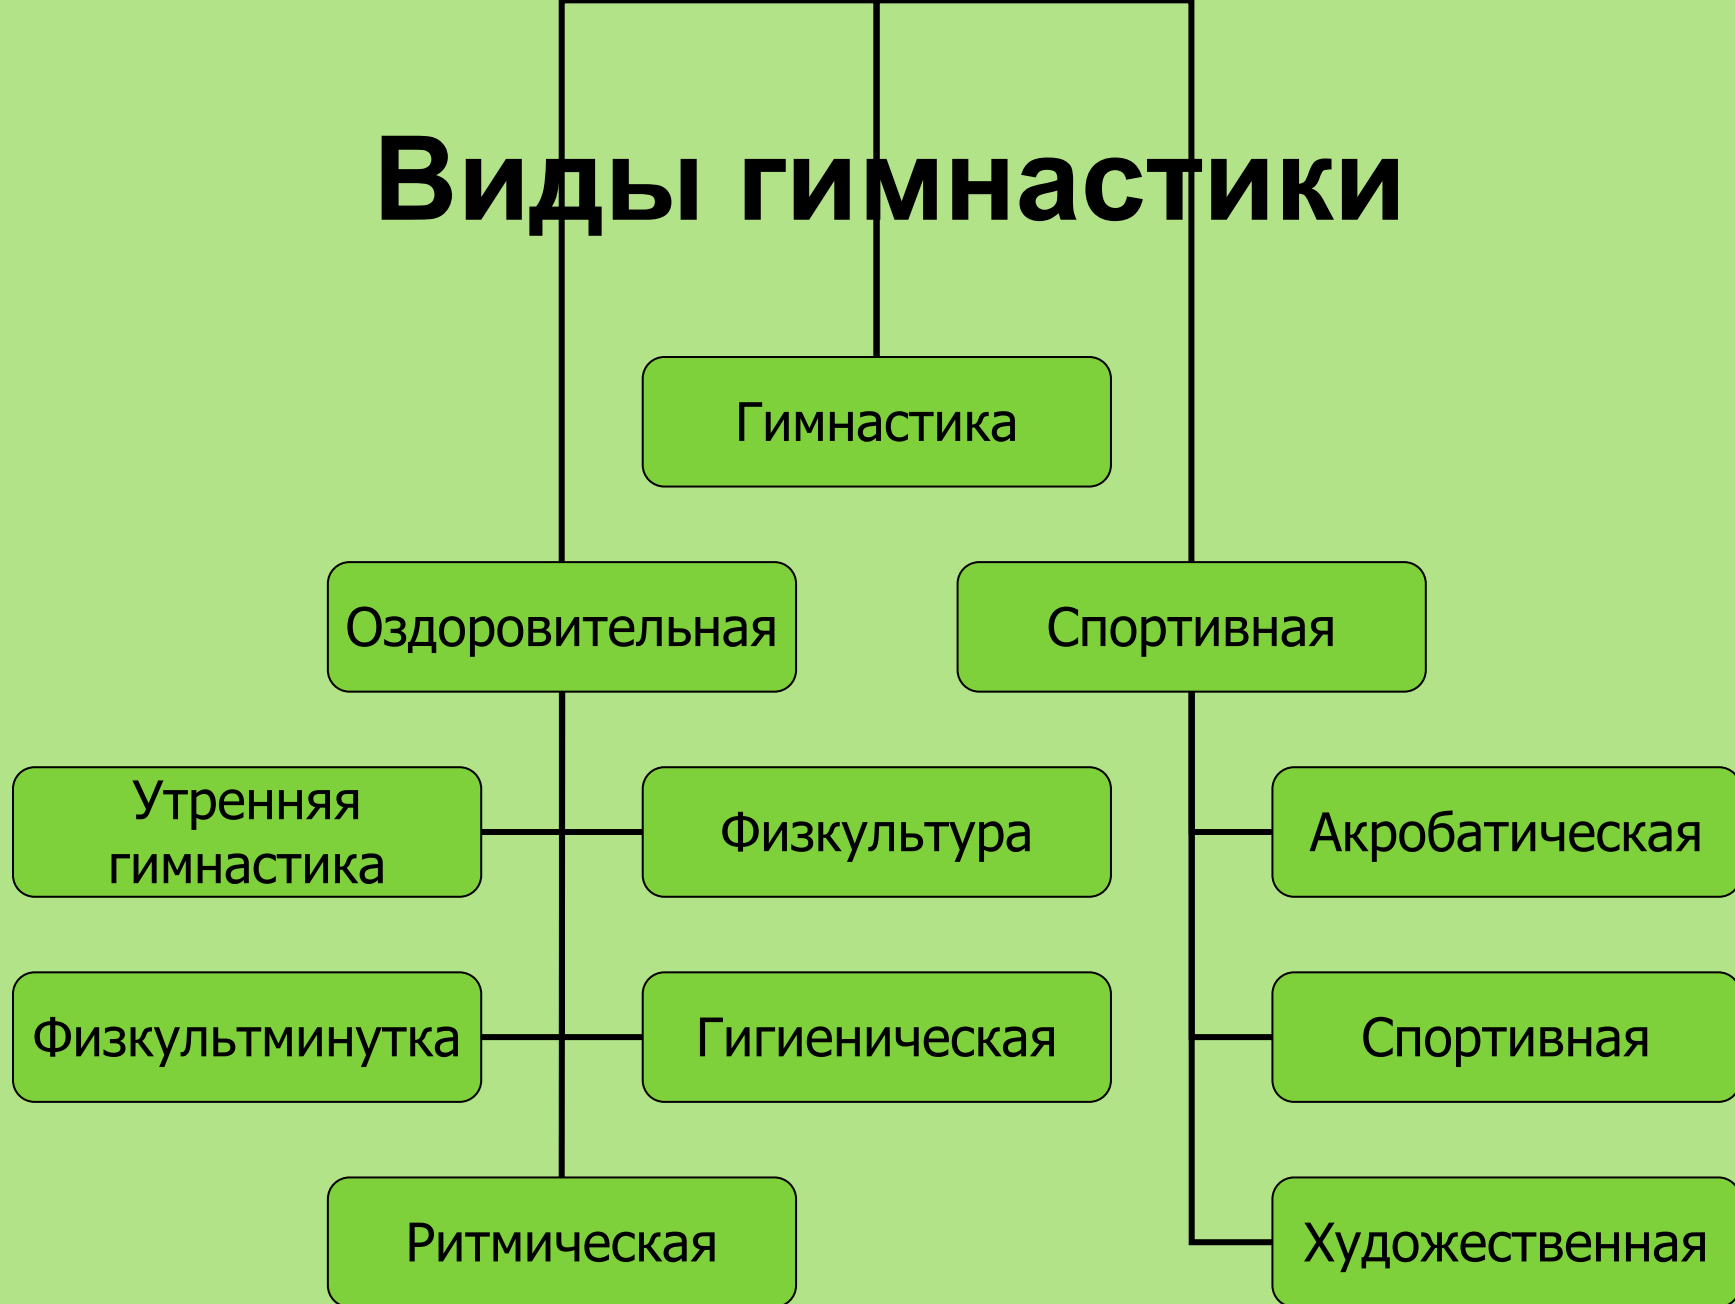 Виды гимнастики
Гимнастика
Оздоровительная
Спортивная
Утренняя
гимнастика
Физкультура
Акробатическая
Физкультминутка
Гигиеническая
Спортивная
Ритмическая
Художественная